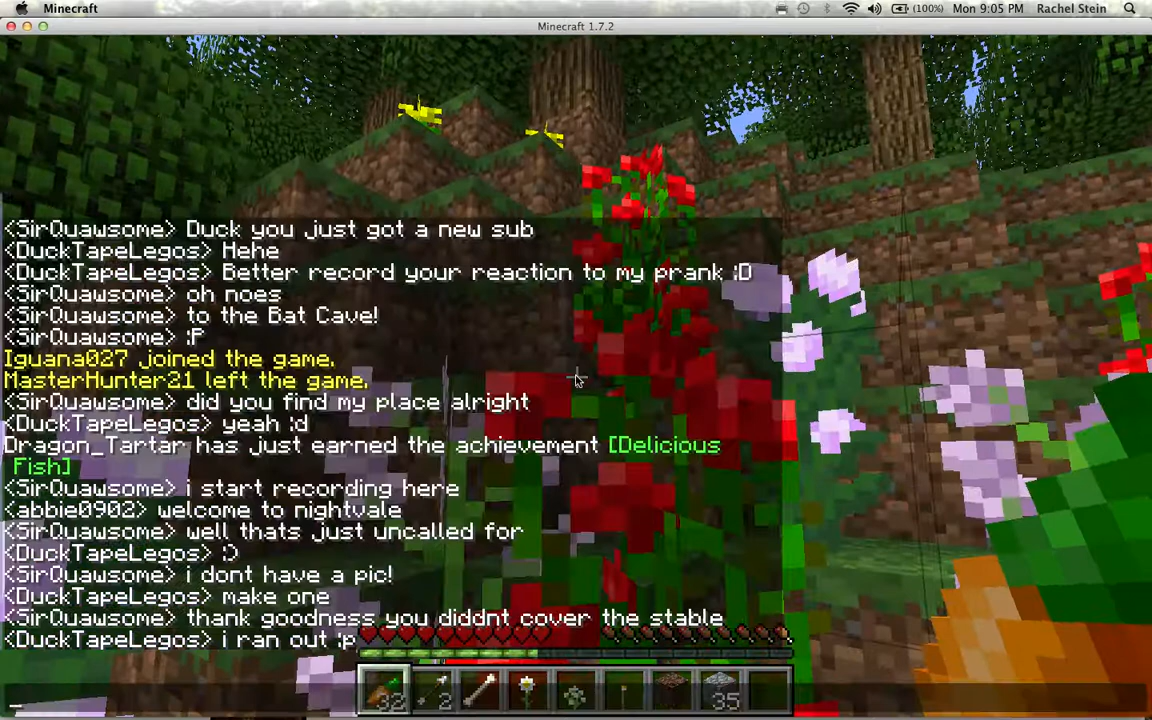 Minecraft (100%) Mon 9:05 PM Rachel Stein
Minecraft 1.7.2
<SirQuawsome> Duck you just got a new sub
<DuckTapeLegos> Hehe
<DuckTapeLegos> Better record your reaction to my prank :D
<SirQuawsome> oh noes
<SirQuawsome> to the Bat Cave!
<SirQuawsome> :P
Iguana027 joined the game.
MasterHunter21 left the game.
<SirQuawsome> did you find my place alright
<DuckTapeLegos> yeah :d
Dragon_Tartar has just earned the achievement [Delicious
Fish]
<SirQuawsome> i start recording here
<abbie0902> welcome to nightvale
<SirQuawsome> well thats just uncalled for
<DuckTapeLegos> :)
<SirQuawsome> i dont have a pic!
<DuckTapeLegos> make one
<SirQuawsome> thank goodness you diddnt cover the stable
<DuckTapeLegos> i ran out :p
32 2 35
_